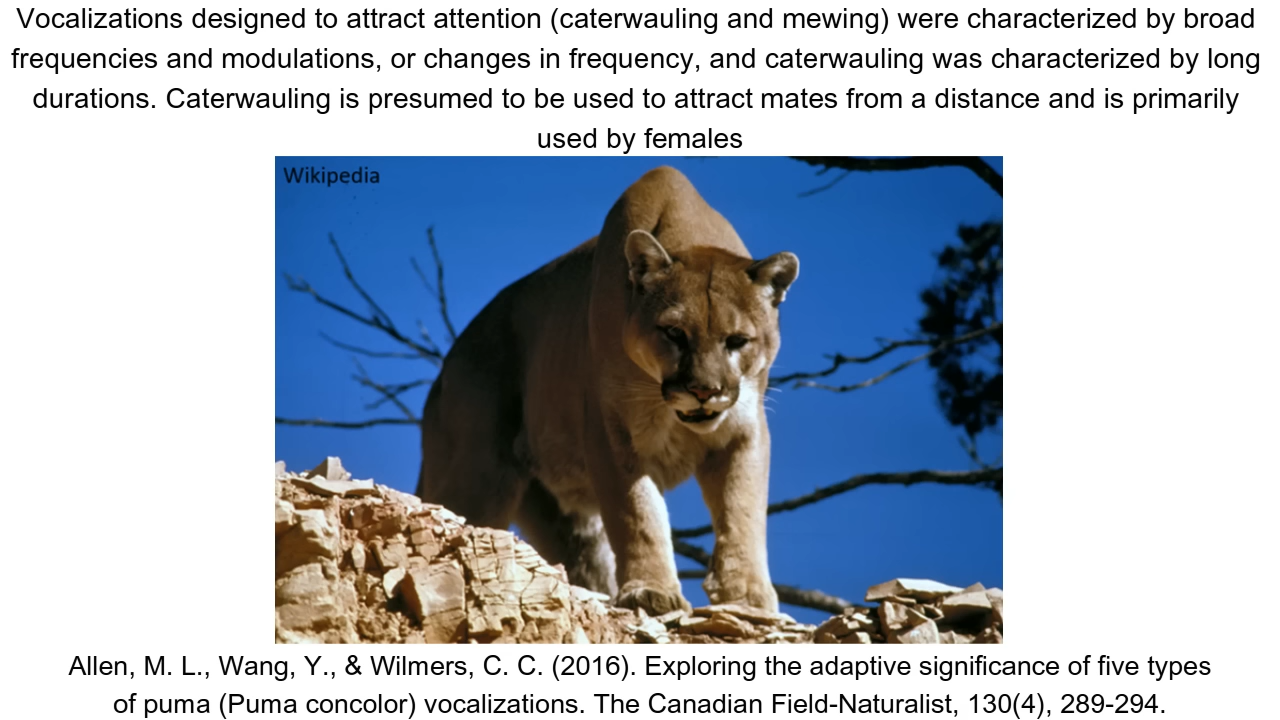 Vocalizations designed to attract attention (caterwauling and mewing) were characterized by broad
frequencies and modulations, or changes in frequency, and caterwauling was characterized by long
durations. Caterwauling is presumed to be used to attract mates from a distance and is primarily
used by females
Wikipedia
Allen, M. L., Wang, Y., & Wilmers, C. C. (2016). Exploring the adaptive significance of five types
of puma (Puma concolor) vocalizations. The Canadian Field-Naturalist, 130(4), 289-294.